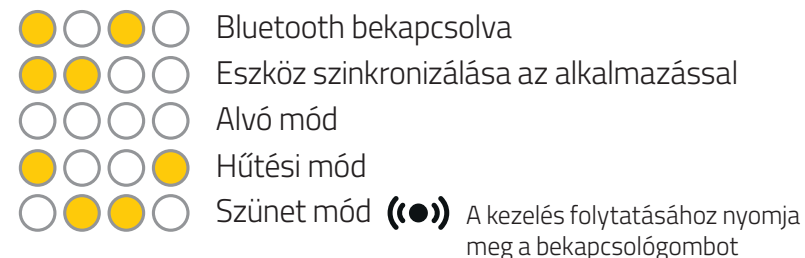 Bluetooth bekapcsolva
Eszköz szinkronizálása az alkalmazással
Alvó mód
Hűtési mód
Szünet mód A kezelés folytatásához nyomja
meg a bekapcsológombot